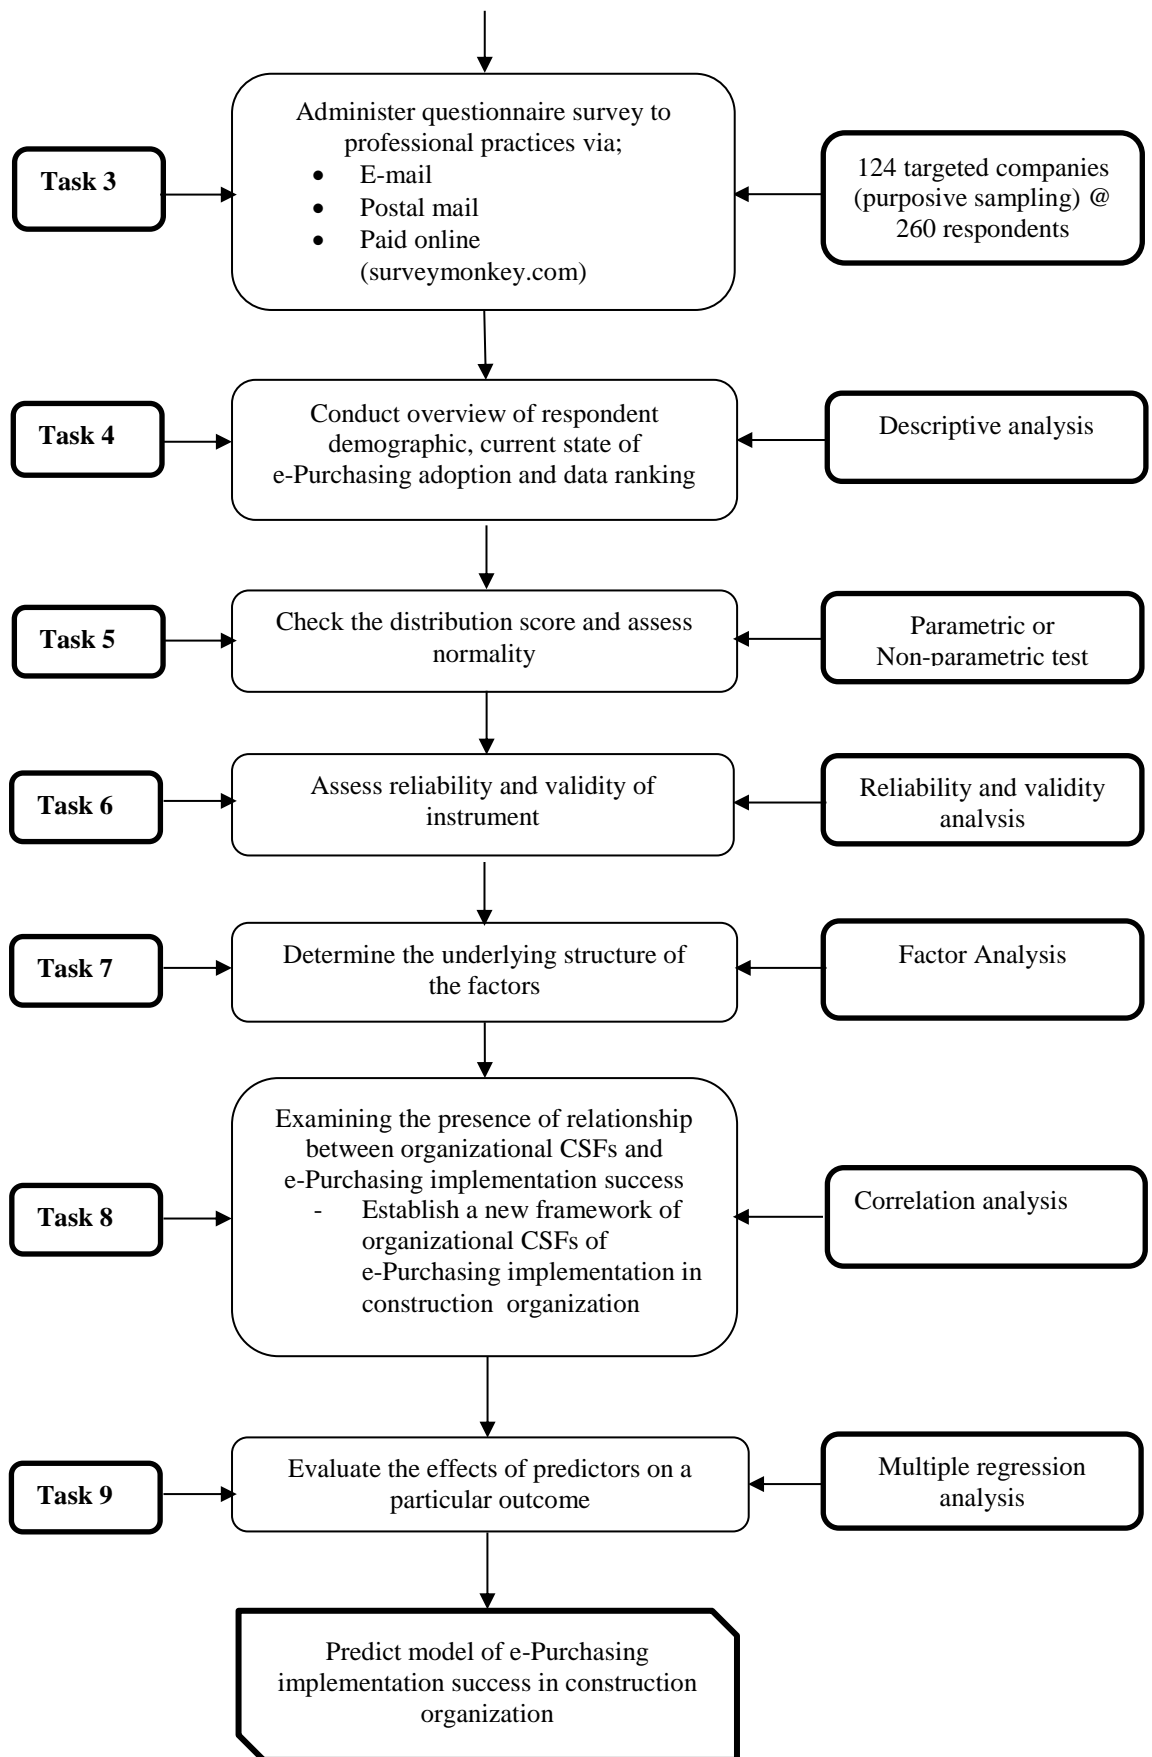 Task 3
Administer questionnaire survey to
professional practices via;
• E-mail
• Postal mail
• Paid online
(surveymonkey.com)
124 targeted companies
(purposive sampling) @
260 respondents
Task 4
Conduct overview of respondent
demographic, current state of
e-Purchasing adoption and data ranking
Descriptive analysis
Task 5
Check the distribution score and assess
normality
Parametric or
Non-parametric test
Task 6
Assess reliability and validity of
instrument
Reliability and validity
analysis
Task 7
Determine the underlying structure of
the factors
Factor Analysis
Task 8
Examining the presence of relationship
between organizational CSFs and
e-Purchasing implementation success
- Establish a new framework of
organizational CSFs of
e-Purchasing implementation in
construction organization
Correlation analysis
Task 9
Evaluate the effects of predictors on a
particular outcome
Multiple regression
analysis
Predict model of e-Purchasing
implementation success in construction
organization